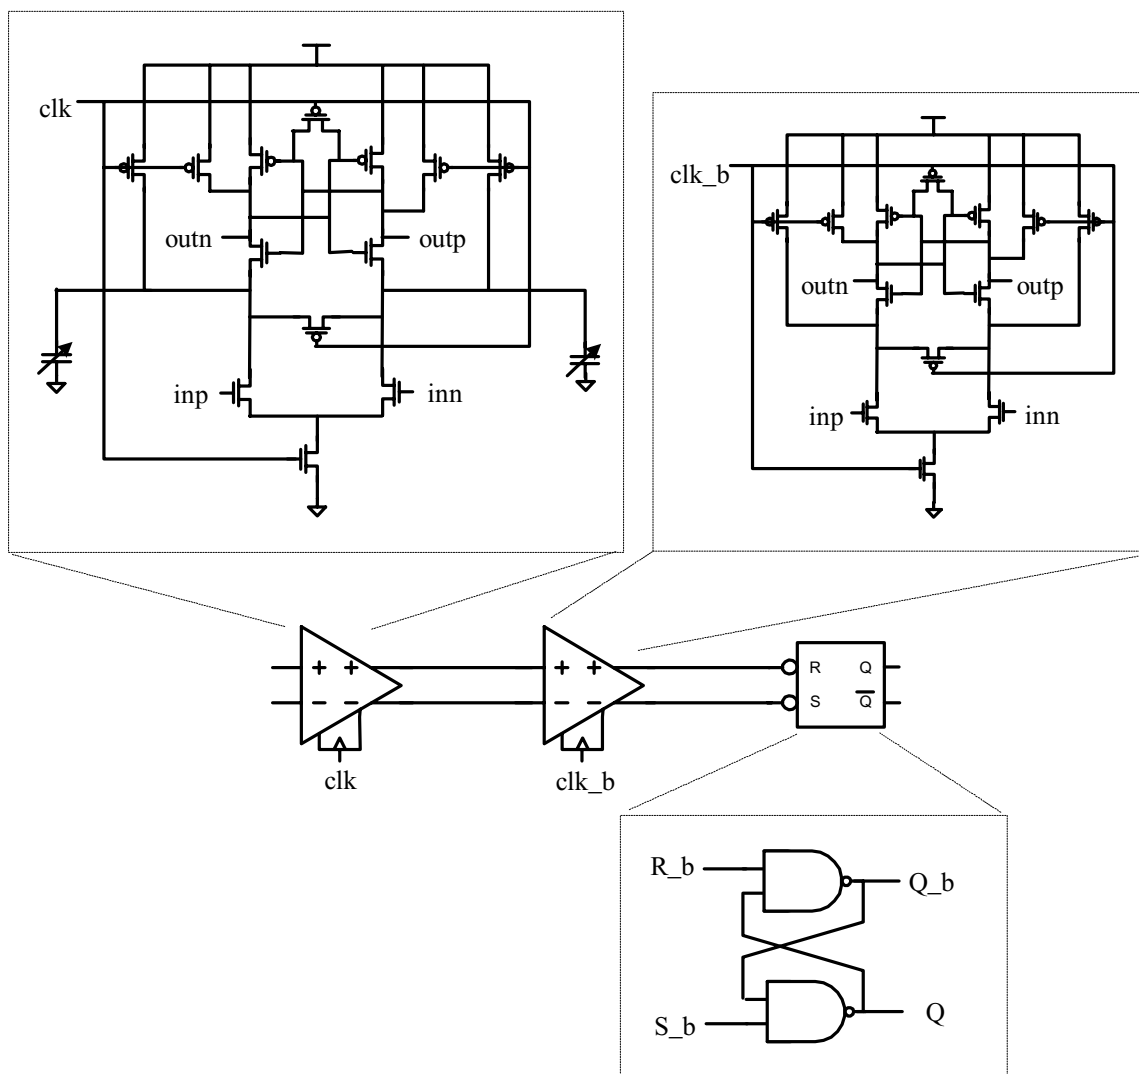 clk
outn
outp
inp
inn
clk_b
outn
outp
inp
inn
+ +
- -
clk
+ +
- -
clk_b
R Q
S Q
R_b
Q_b
S_b
Q